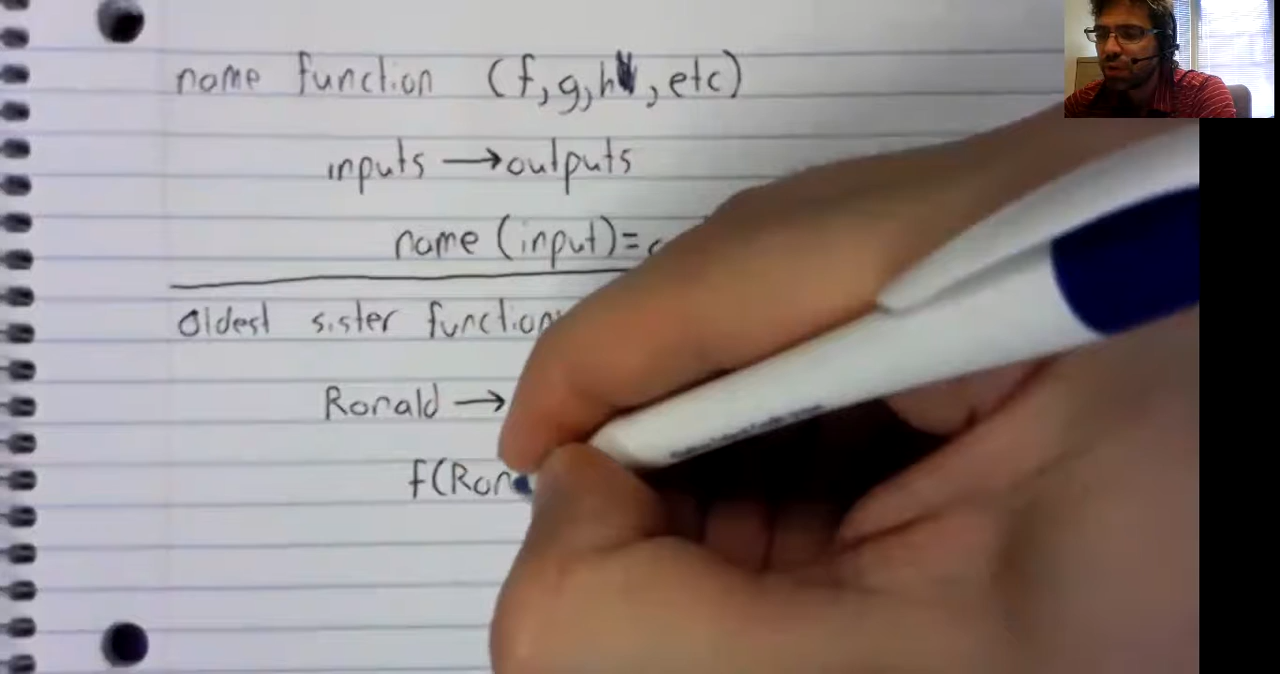 name function (f,g,h, etc)
inputs → outputs
name (input)=
Oldest sister function
Ronald →
f(Ron